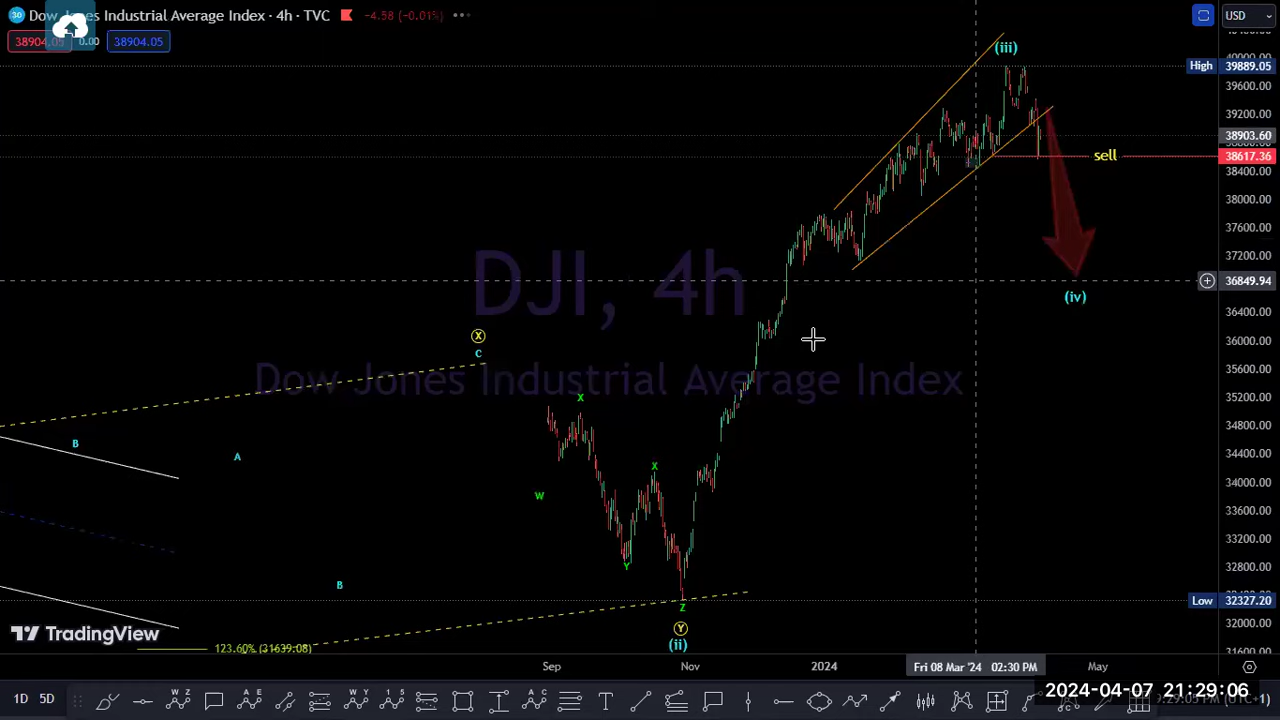 30 Dow Jones Industrial Average Index · 4h · TVC -4.58 (-0.01%)
USD
38904.05 0.00 38904.05
(iii)
High 39889.05
39600.00
39200.00
38903.60
sell
38617.36
38400.00
38000.00
37600.00
37200.00
DJI, 4h
36849.94
(iv)
36400.00
X
36000.00
C
Dow Jones Industrial Average Index
35600.00
X
35200.00
34800.00
B
A
34400.00
X
34000.00
W
33600.00
33200.00
Y
32800.00
B
Low 32327.20
Z
32000.00
Y
TradingView
(ii)
123.60% (31639.08)
31600.00
Sep Nov 2024 Fri 08 Mar '24 02:30 PM May
1D 5D
2024-04-07 21:29:06